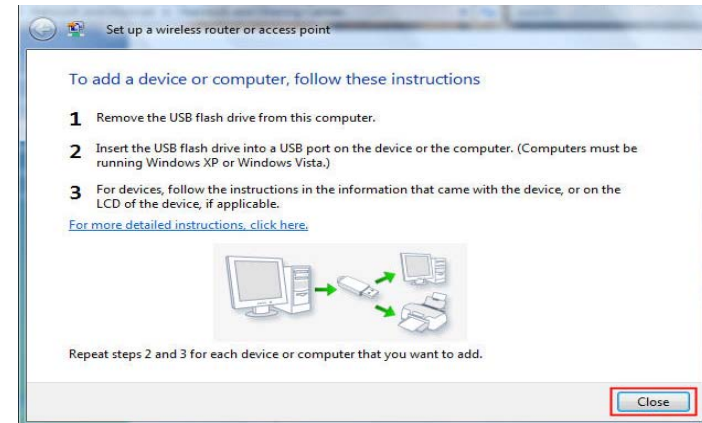 Set up a wireless router or access point
To add a device or computer, follow these instructions
1 Remove the USB flash drive from this computer.
2 Insert the USB flash drive into a USB port on the device or the computer. (Computers must be
running Windows XP or Windows Vista.)
3 For devices, follow the instructions in the information that came with the device, or on the
LCD of the device, if applicable.
For more detailed instructions, click here.
Repeat steps 2 and 3 for each device or computer that you want to add.
Close